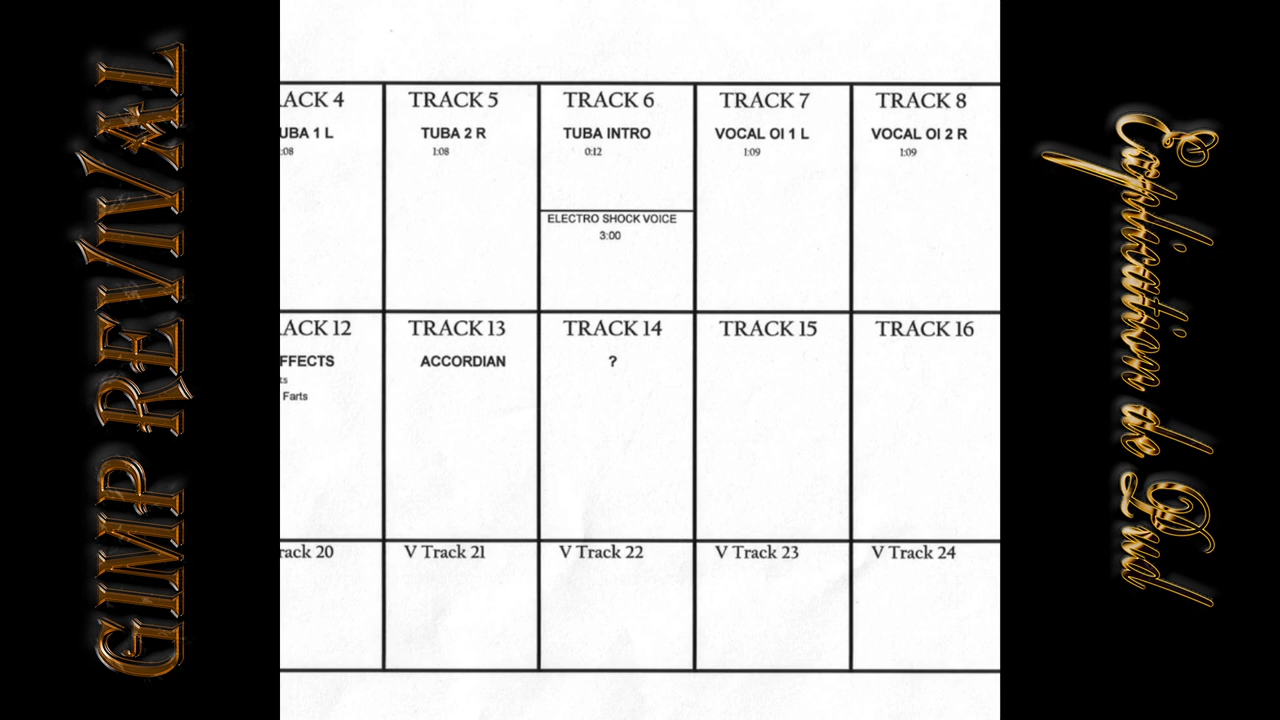 GIMP REVIVAL
ACK 4
TRACK 5
TRACK 6
TRACK 7
TRACK 8
UBA 1 L
TUBA 2 R
TUBA INTRO
VOCAL OI 1 L
VOCAL OI 2 R
:08
1:08
0:12
1:09
1:09
ELECTRO SHOCK VOICE
3:00
ACK 12
TRACK 13
TRACK 14
TRACK 15
TRACK 16
FFECTS
ACCORDIAN
?
ts
Farts
rack 20
V Track 21
V Track 22
V Track 23
V Track 24
Explication de Pud